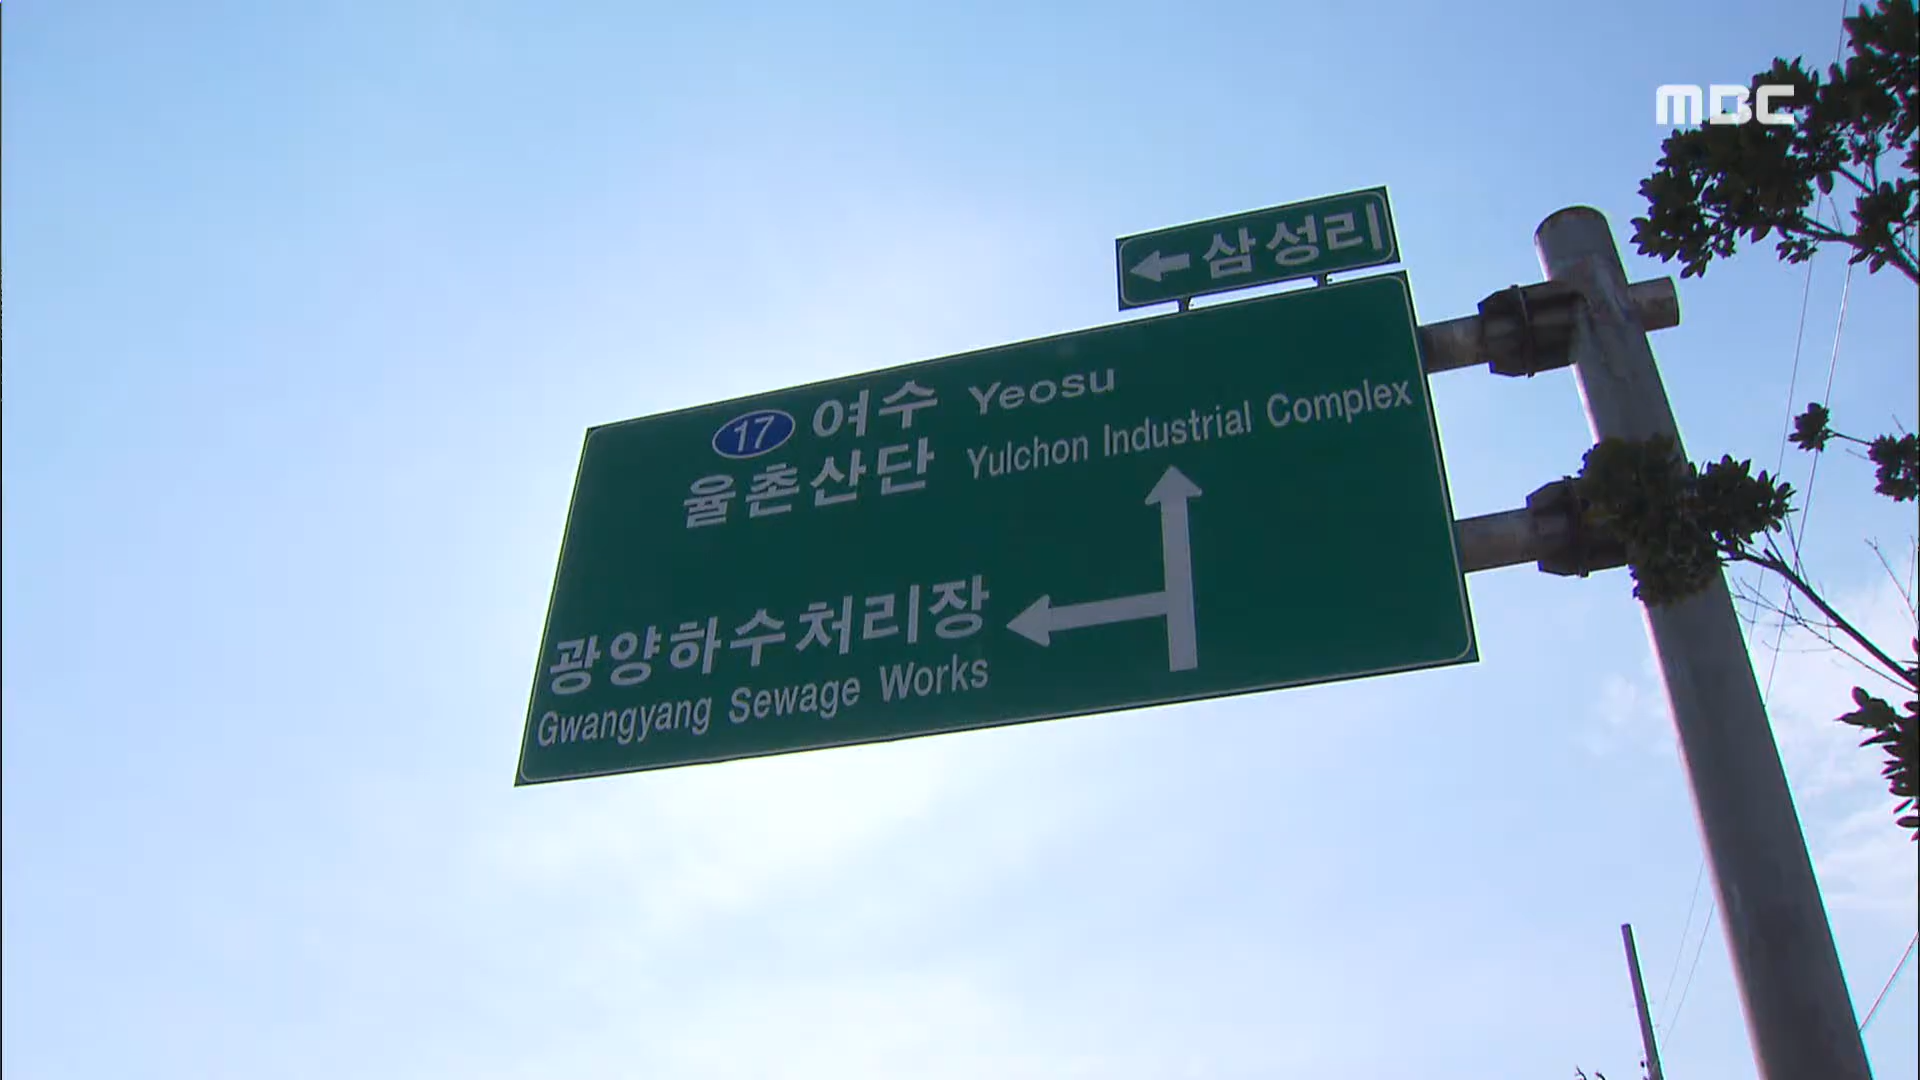 MBC
삼성리
17 여수 Yeosu
율촌산단 Yulchon Industrial Complex
광양하수처리장
Gwangyang Sewage Works